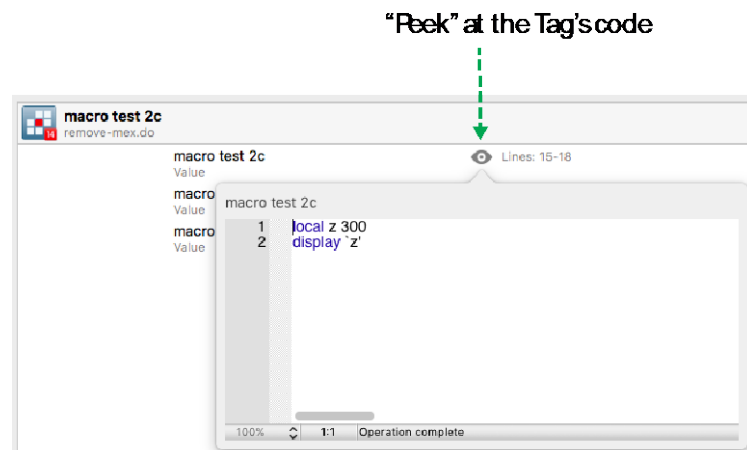 “Peek” at the Tag’s code
macro test 2c
remove-mex.do
14
macro test 2c
Value
Lines: 15-18
macro
Value
macro
Value
macro test 2c
1 local z 300
2 display `z'
100% 1:1 Operation complete